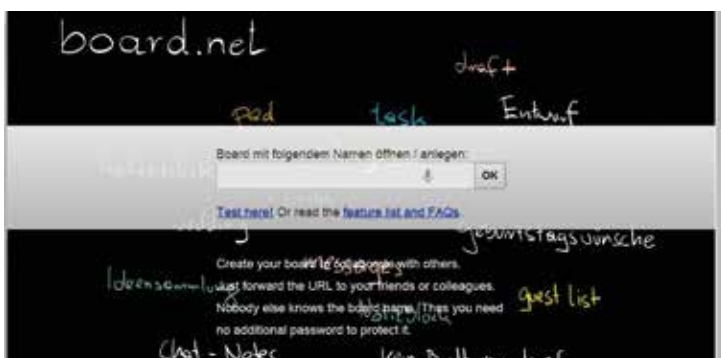 board.net
draft
pad task Entwurf
Board mit folgendem Namen öffnen / anlegen:
OK
Test here! Or read the feature list and FAQs.
geburtstagswünsche
Create your board to collaborate with others.
messages
Ideensammlung
Just forward the URL to your friends or colleagues.
guest list
Nobody else knows the board name. Thus you need
Notizblock
no additional password to protect it.
Chat - Notes